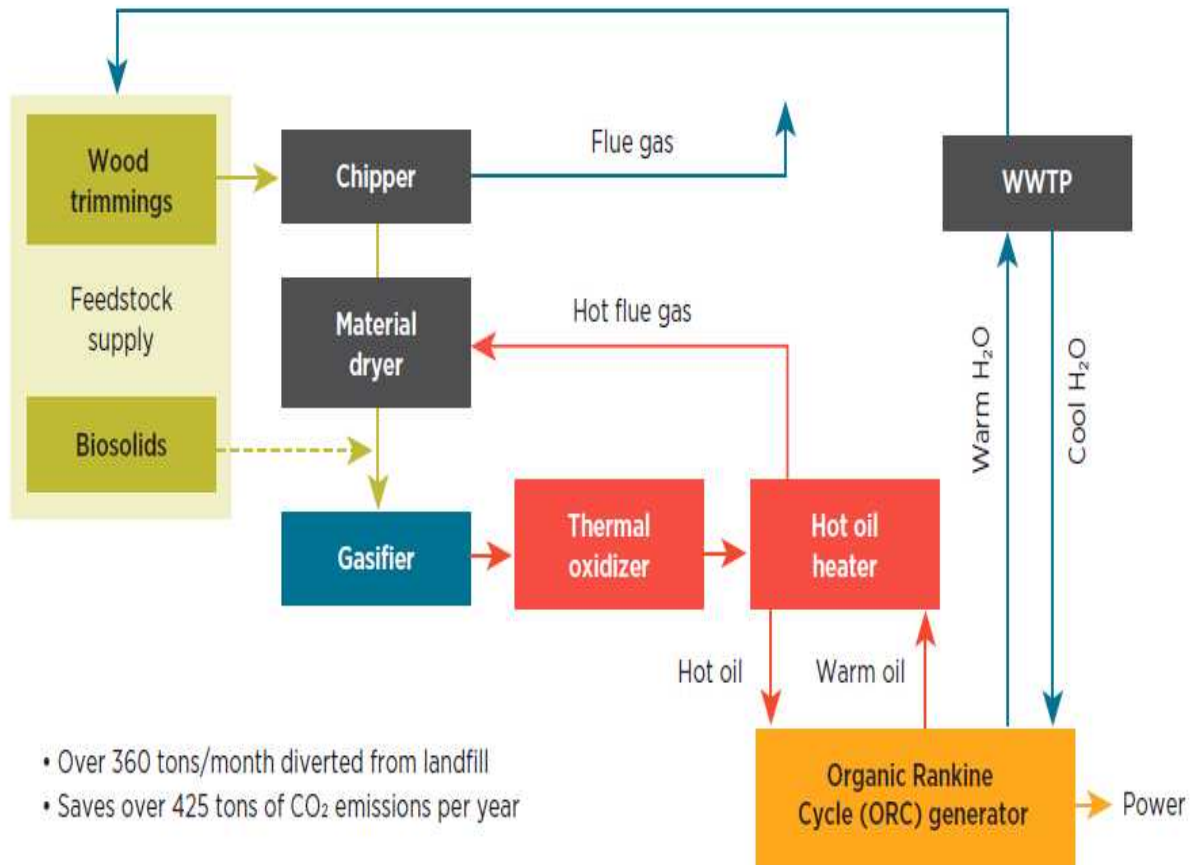 Wood
trimmings
Chipper
Flue gas
WWTP
Feedstock
supply
Material
dryer
Hot flue gas
Warm H₂O
Cool H₂O
Biosolids
Gasifier
Thermal
oxidizer
Hot oil
heater
Hot oil
Warm oil
• Over 360 tons/month diverted from landfill
• Saves over 425 tons of CO₂ emissions per year
Organic Rankine
Cycle (ORC) generator
Power